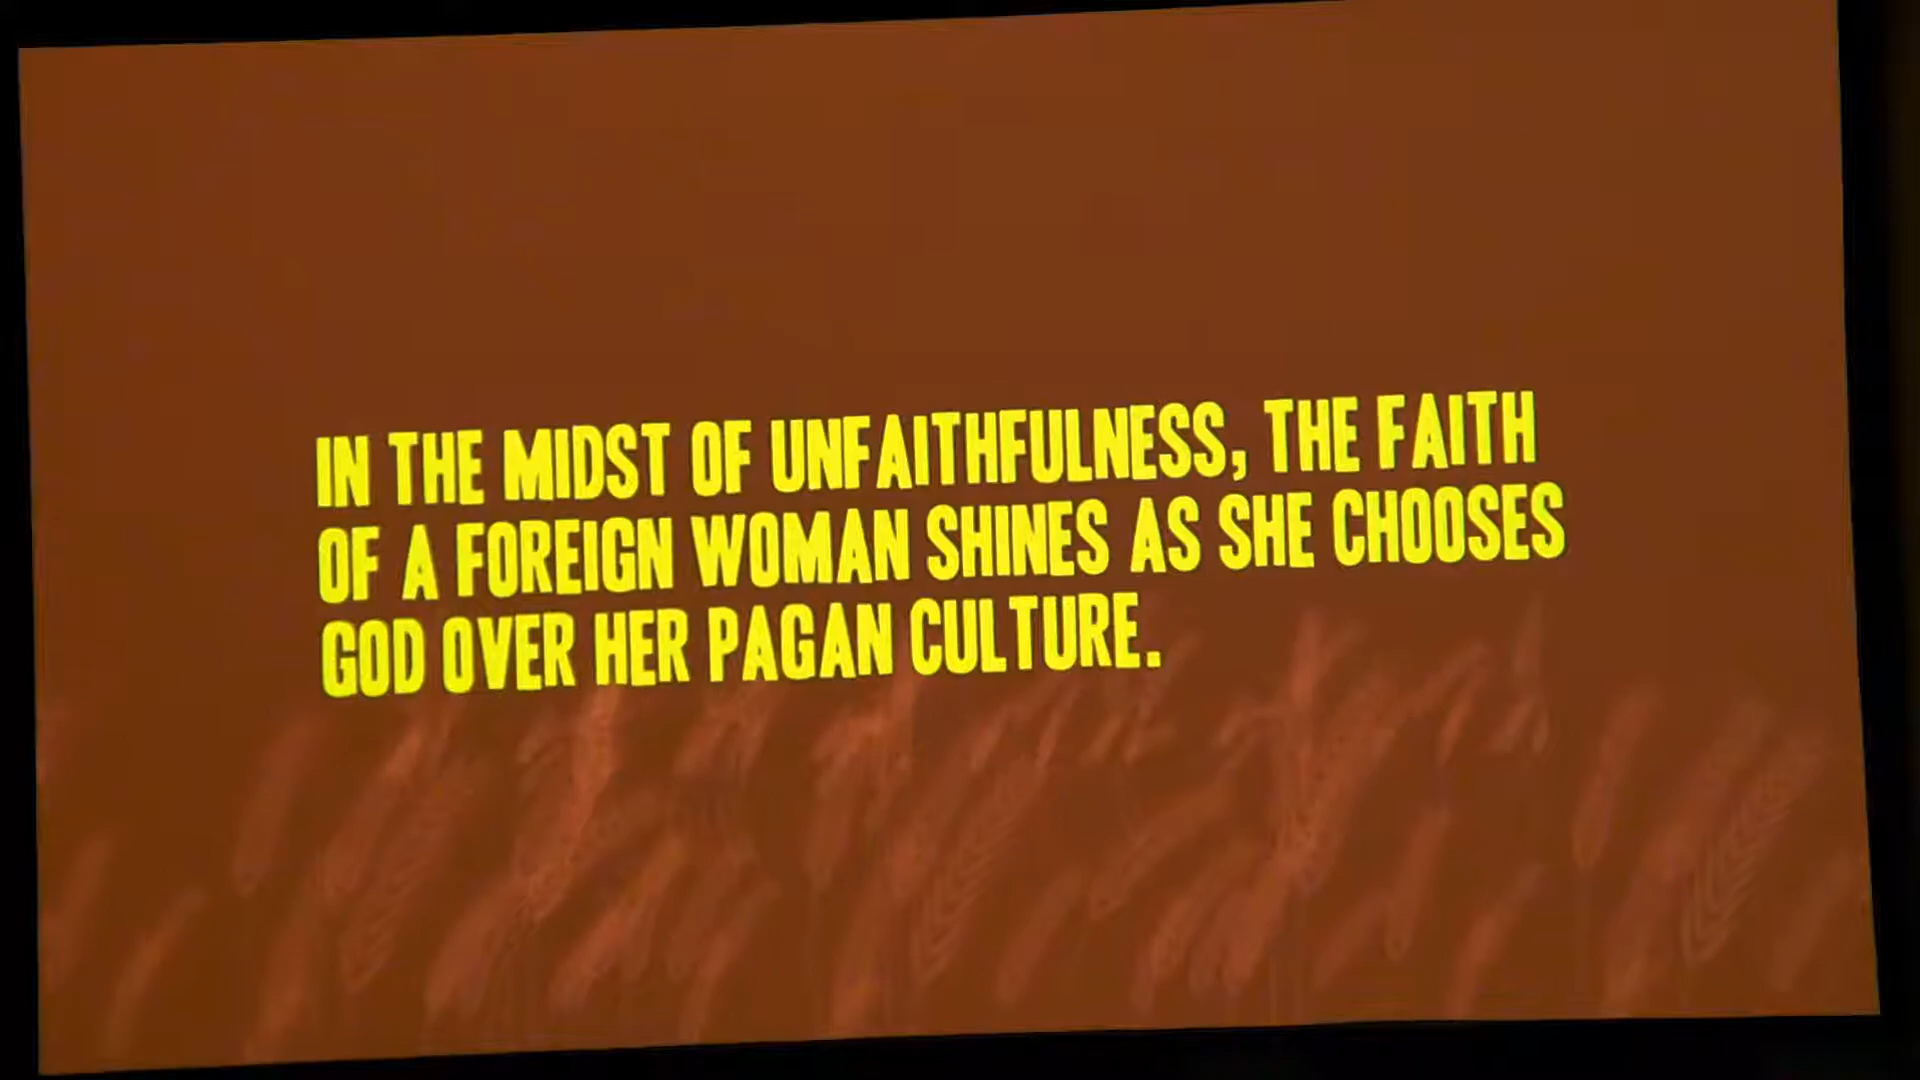 IN THE MIDST OF UNFAITHFULNESS, THE FAITH
OF A FOREIGN WOMAN SHINES AS SHE CHOOSES
GOD OVER HER PAGAN CULTURE.